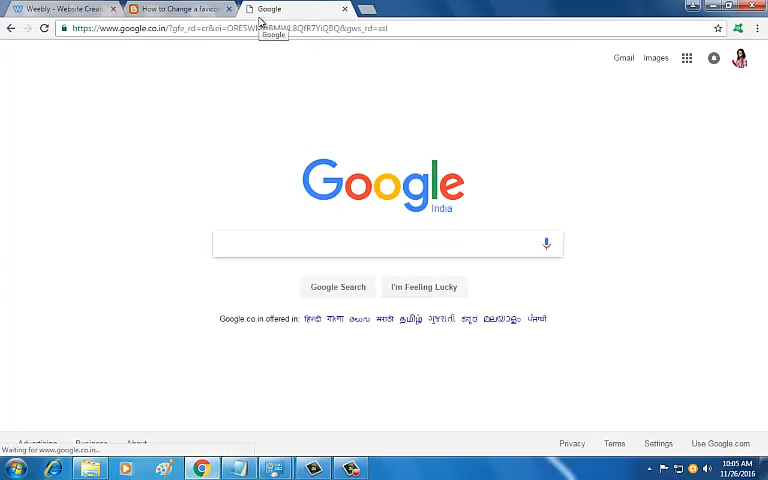 Weebly - Website Creati
How to Change a favicon
Google
https://www.google.co.in/?gfe_rd=cr&ei=
&gws_rd=ssl
Google
Gmail
Images
Google
India
Google Search
I'm Feeling Lucky
Google.co.in offered in: हिन्दी বাংলা తెలుగు मराठी தமிழ் ગુજરાતી ಕನ್ನಡ മലയാളം ਪੰਜਾਬੀ
Advertising Business About
Privacy Terms Settings Use Google.com
Waiting for www.google.co.in...
10:05 AM
11/26/2016